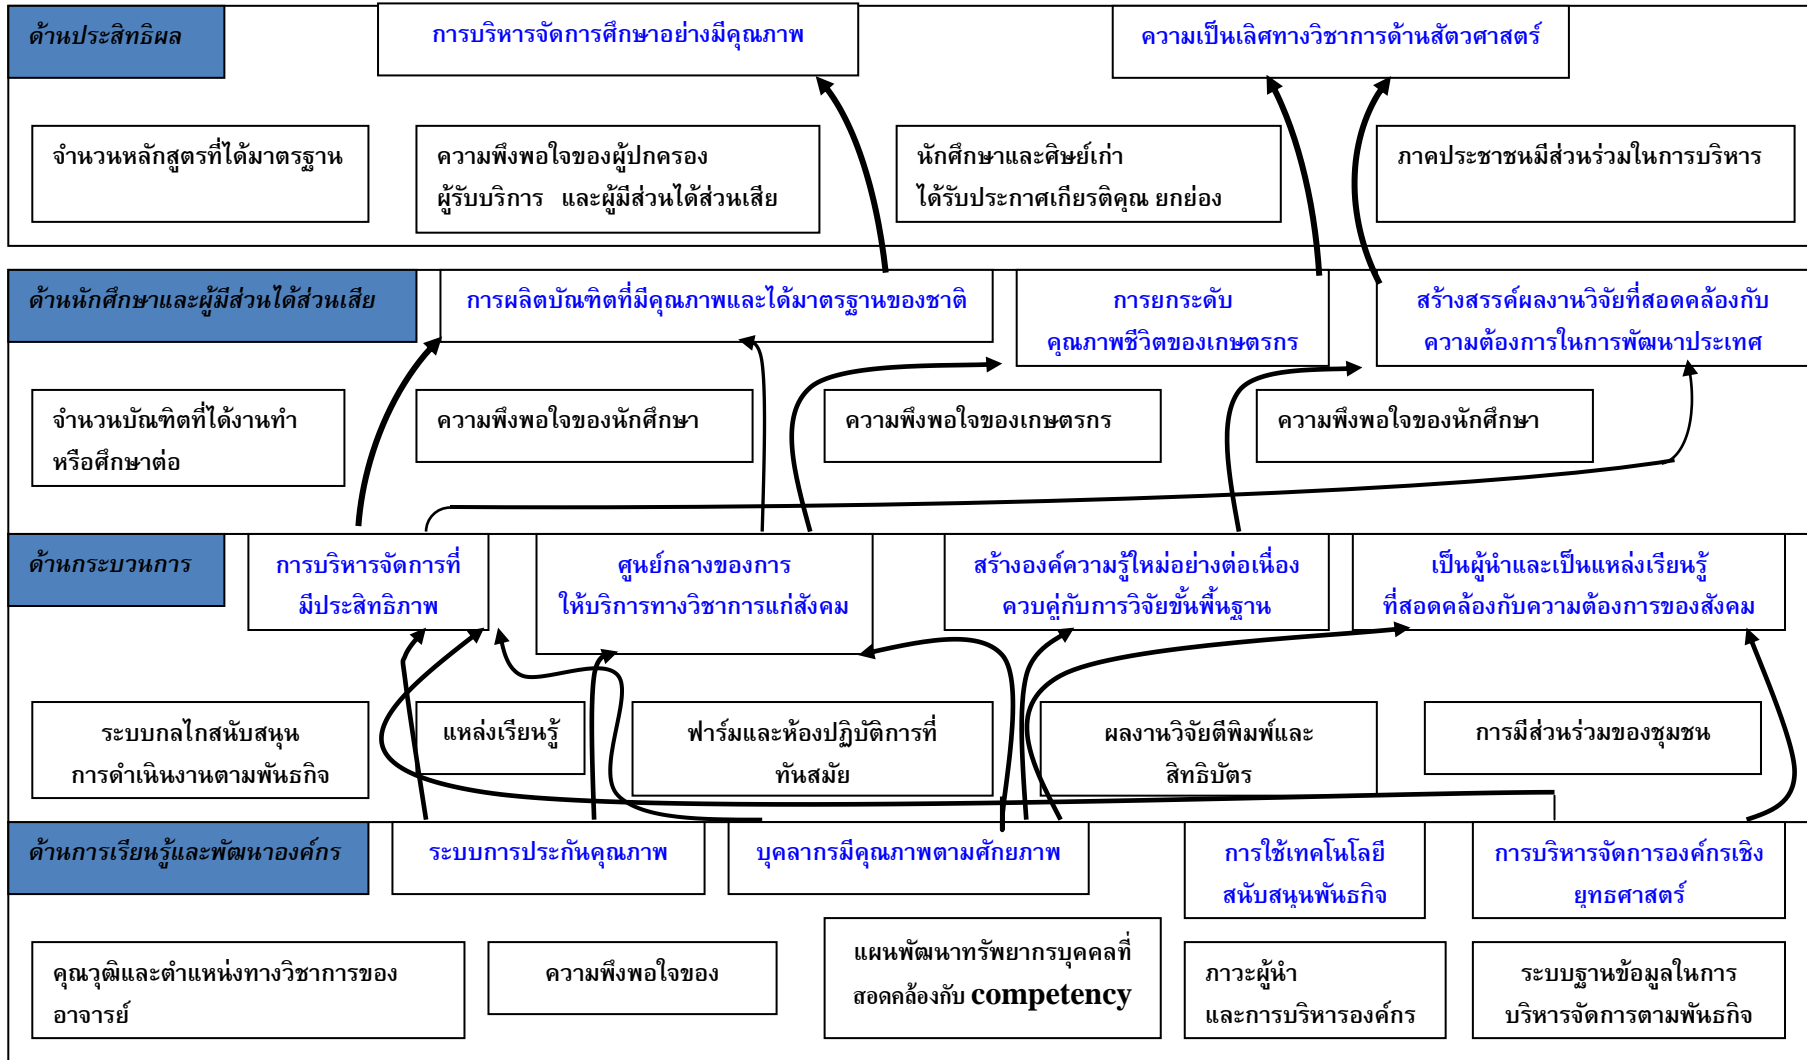 ด้านประสิทธิผล
การบริหารจัดการศึกษาอย่างมีคุณภาพ
ความเป็นเลิศทางวิชาการด้านสัตวศาสตร์
จำนวนหลักสูตรที่ได้มาตรฐาน
ความพึงพอใจของผู้ปกครอง
ผู้รับบริการ และผู้มีส่วนได้ส่วนเสีย
นักศึกษาและศิษย์เก่า
ได้รับประกาศเกียรติคุณ ยกย่อง
ภาคประชาชนมีส่วนร่วมในการบริหาร
ด้านนักศึกษาและผู้มีส่วนได้ส่วนเสีย
การผลิตบัณฑิตที่มีคุณภาพและได้มาตรฐานของชาติ
การยกระดับ
คุณภาพชีวิตของเกษตรกร
สร้างสรรค์ผลงานวิจัยที่สอดคล้องกับ
ความต้องการในการพัฒนาประเทศ
จำนวนบัณฑิตที่ได้งานทำ
หรือศึกษาต่อ
ความพึงพอใจของนักศึกษา
ความพึงพอใจของเกษตรกร
ความพึงพอใจของนักศึกษา
ด้านกระบวนการ
การบริหารจัดการที่
มีประสิทธิภาพ
ศูนย์กลางของการ
ให้บริการทางวิชาการแก่สังคม
สร้างองค์ความรู้ใหม่อย่างต่อเนื่อง
ควบคู่กับการวิจัยขั้นพื้นฐาน
เป็นผู้นำและเป็นแหล่งเรียนรู้
ที่สอดคล้องกับความต้องการของสังคม
ระบบกลไกสนับสนุน
การดำเนินงานตามพันธกิจ
แหล่งเรียนรู้
ฟาร์มและห้องปฏิบัติการที่
ทันสมัย
ผลงานวิจัยตีพิมพ์และ
สิทธิบัตร
การมีส่วนร่วมของชุมชน
ด้านการเรียนรู้และพัฒนาองค์กร
ระบบการประกันคุณภาพ
บุคลากรมีคุณภาพตามศักยภาพ
การใช้เทคโนโลยี
สนับสนุนพันธกิจ
การบริหารจัดการองค์กรเชิง
ยุทธศาสตร์
คุณวุฒิและตำแหน่งทางวิชาการของ
อาจารย์
ความพึงพอใจของ
แผนพัฒนาทรัพยากรบุคคลที่
สอดคล้องกับ competency
ภาวะผู้นำ
และการบริหารองค์กร
ระบบฐานข้อมูลในการ
บริหารจัดการตามพันธกิจ